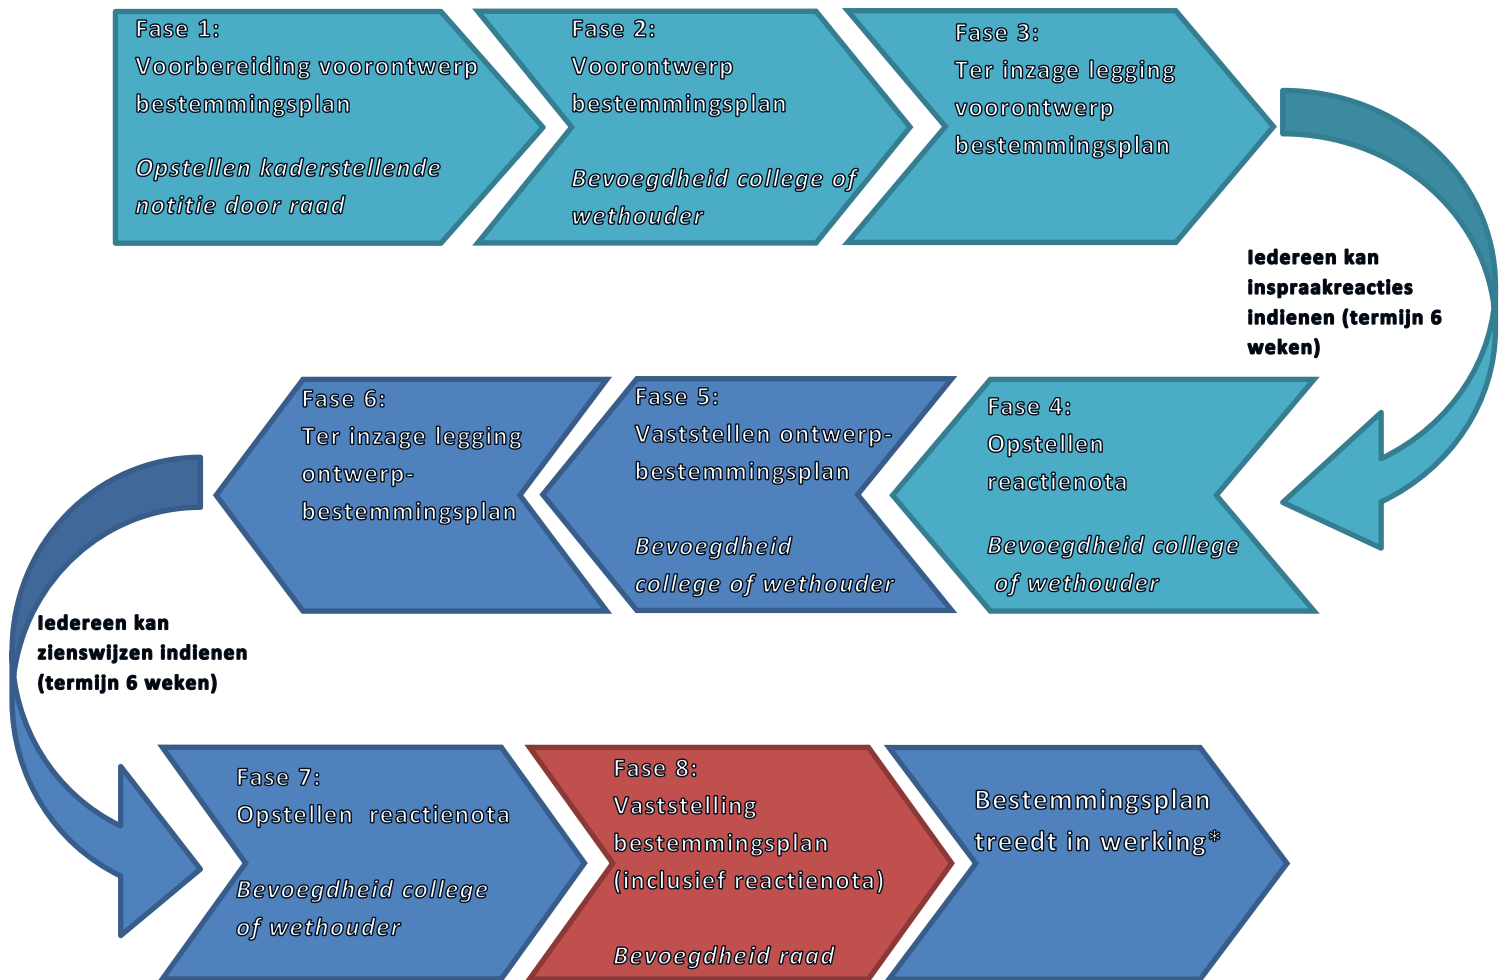 Fase 1:
Voorbereiding voorontwerp
bestemmingsplan
Opstellen kaderstellende
notitie door raad
Fase 2:
Voorontwerp
bestemmingsplan
Bevoegdheid college of
wethouder
Fase 3:
Ter inzage legging
voorontwerp
bestemmingsplan
Iedereen kan
inspraakreacties
indienen (termijn 6
weken)
Fase 4:
Opstellen
reactienota
Bevoegdheid college
of wethouder
Fase 5:
Vaststellen ontwerp-
bestemmingsplan
Bevoegdheid
college of wethouder
Fase 6:
Ter inzage legging
ontwerp-
bestemmingsplan
Iedereen kan
zienswijzen indienen
(termijn 6 weken)
Fase 7:
Opstellen reactienota
Bevoegdheid college
of wethouder
Fase 8:
Vaststelling
bestemmingsplan
(inclusief reactienota)
Bevoegdheid raad
Bestemmingsplan
treedt in werking*